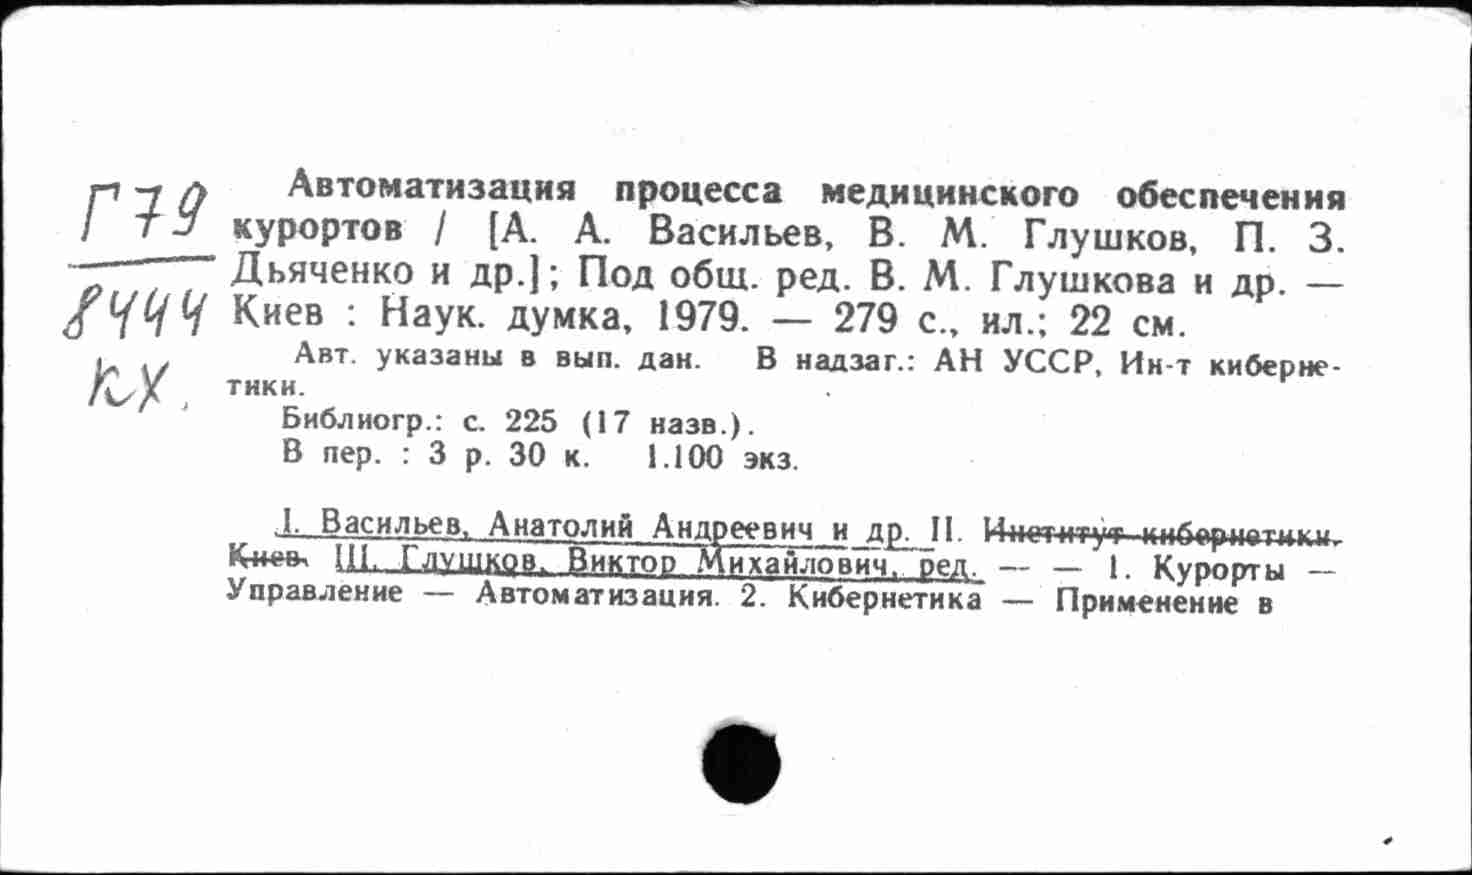 Г79
8444
КХ.
Автоматизация процесса медицинского обеспечения
курортов / [А. А. Васильев, В. М. Глушков, П. З.
Дьяченко и др.]; Под общ. ред. В. М. Глушкова и др. —
Киев : Наук. думка, 1979. — 279 с., ил.; 22 см.
Авт. указаны в вып. дан. В надзаг.: АН УССР, Ин-т киберне-
тики.
Библиогр.: с. 225 (17 назв.).
В пер. : 3 р. 30 к. 1.100 экз.
I. Васильев, Анатолий Андреевич и др. II. Институт кибернетики.
Киев. III. Глушков, Виктор Михайлович, ред. — — 1. Курорты —
Управление — Автоматизация. 2. Кибернетика — Применение в